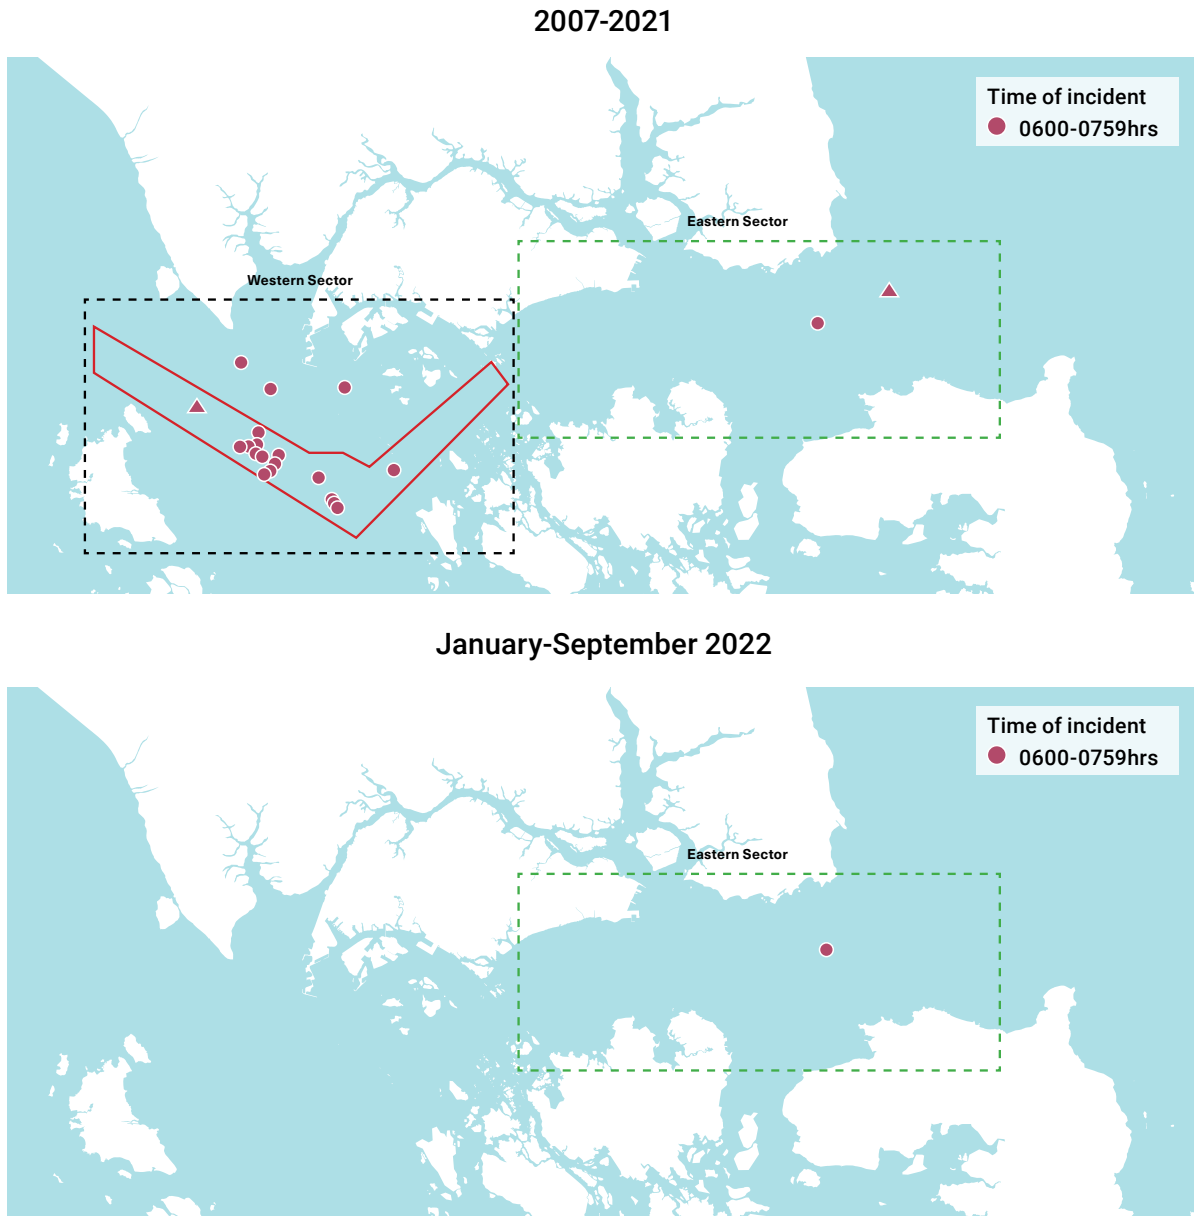 2007-2021
Time of incident
0600-0759hrs
Eastern Sector
Western Sector
January-September 2022
Time of incident
0600-0759hrs
Eastern Sector